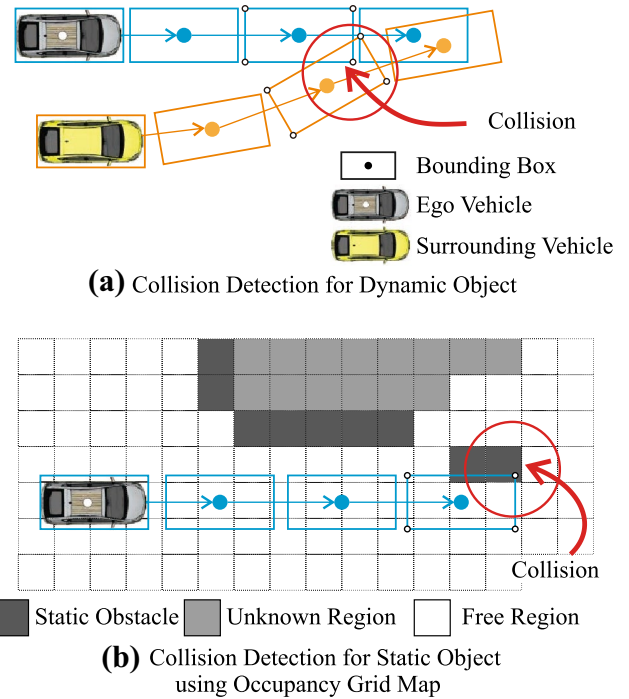 Collision
Bounding Box
Ego Vehicle
Surrounding Vehicle
(a) Collision Detection for Dynamic Object
Collision
Static Obstacle Unknown Region Free Region
(b) Collision Detection for Static Object
using Occupancy Grid Map